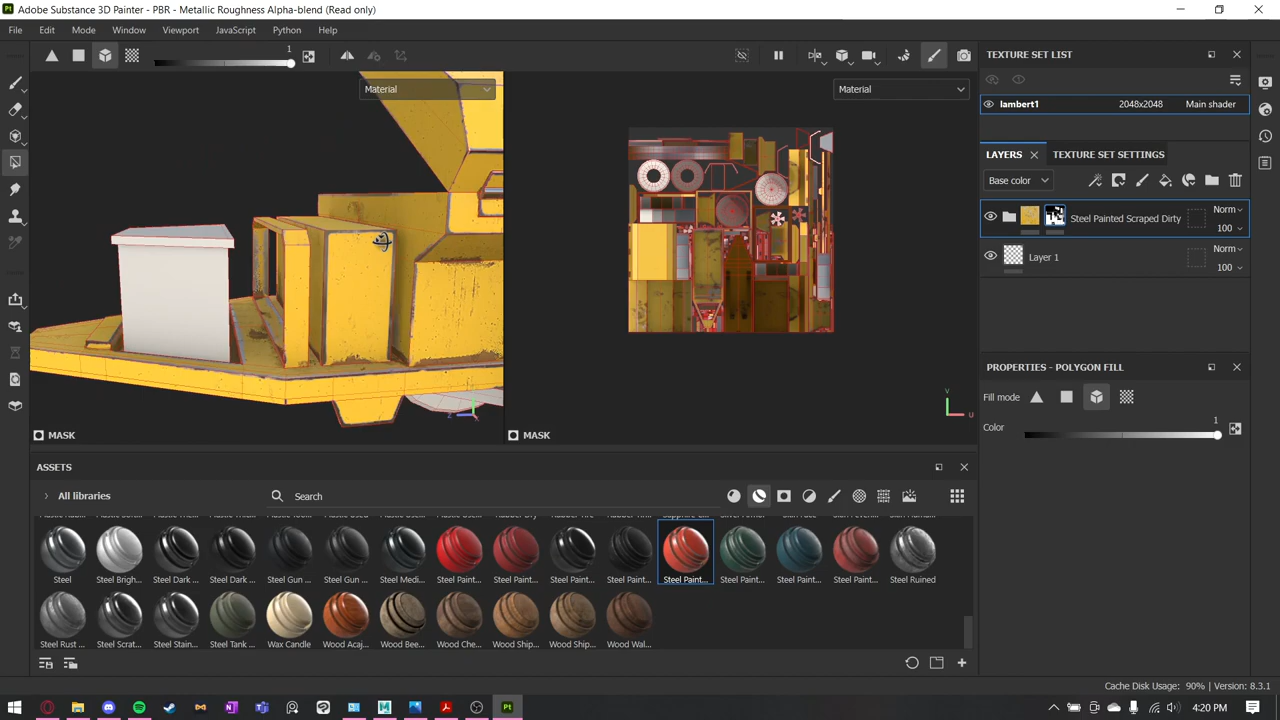 Adobe Substance 3D Painter - PBR - Metallic Roughness Alpha-blend (Read only)
File Edit Mode Window Viewport JavaScript Python Help
1
Material
Material
MASK
MASK
TEXTURE SET LIST
lambert1 2048x2048 Main shader
LAYERS TEXTURE SET SETTINGS
Base color
Steel Painted Scraped Dirty Norm 100
Layer 1 Norm 100
PROPERTIES - POLYGON FILL
Fill mode
Color 1
ASSETS
All libraries Search
Steel Steel Brigh... Steel Dark ... Steel Dark ... Steel Gun ... Steel Gun ... Steel Medi... Steel Paint... Steel Paint... Steel Paint... Steel Paint... Steel Paint... Steel Paint... Steel Paint... Steel Paint... Steel Ruined
Steel Rust ... Steel Scrat... Steel Stain... Steel Tank ... Wax Candle Wood Acaj... Wood Bee... Wood Che... Wood Ship... Wood Ship... Wood Wal...
Cache Disk Usage: 90% | Version: 8.3.1
4:20 PM